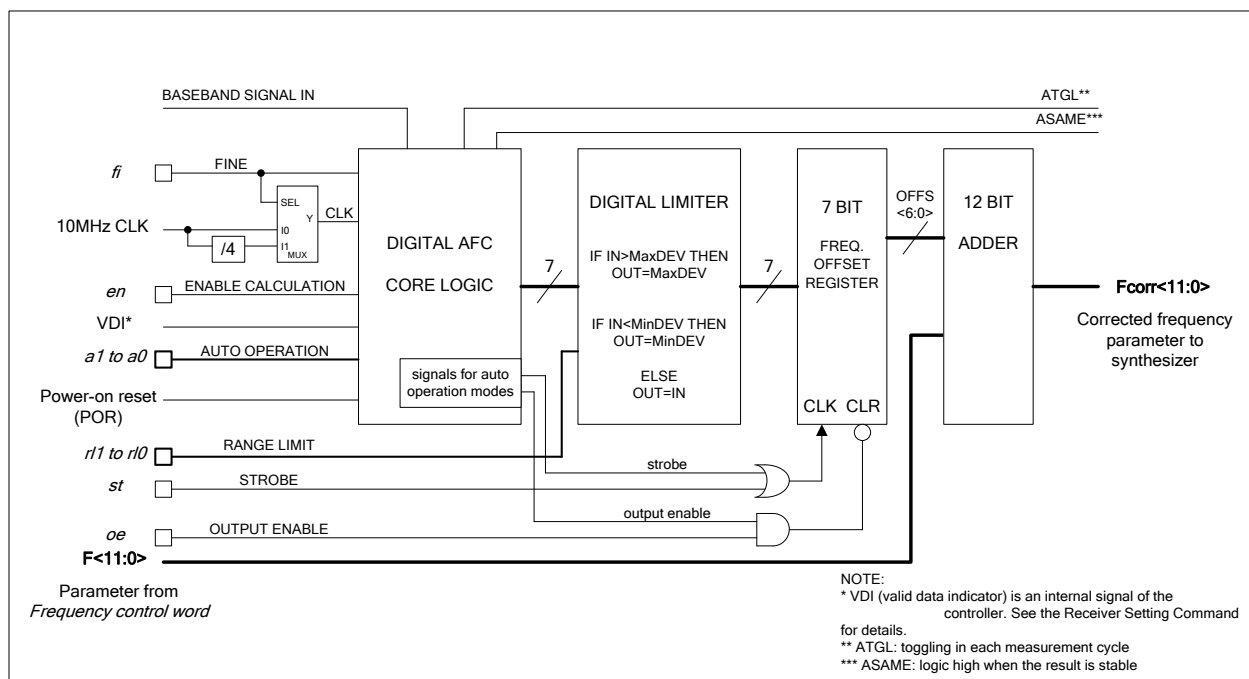 BASEBAND SIGNAL IN
ATGL**
ASAME***
fi
FINE
SEL
Y
I0
I1
MUX
CLK
10MHz CLK
/4
en
ENABLE CALCULATION
VDI*
a1 to a0
AUTO OPERATION
Power-on reset
(POR)
rl1 to rl0
RANGE LIMIT
st
STROBE
oe
OUTPUT ENABLE
F<11:0>
Parameter from
Frequency control word
DIGITAL AFC
CORE LOGIC
signals for auto
operation modes
7
DIGITAL LIMITER
IF IN>MaxDEV THEN
OUT=MaxDEV
IF IN<MinDEV THEN
OUT=MinDEV
ELSE
OUT=IN
7
7 BIT
FREQ.
OFFSET
REGISTER
CLK CLR
strobe
output enable
OFFS
<6:0>
7
12 BIT
ADDER
Fcorr<11:0>
Corrected frequency
parameter to
synthesizer
NOTE:
* VDI (valid data indicator) is an internal signal of the
controller. See the Receiver Setting Command
for details.
** ATGL: toggling in each measurement cycle
*** ASAME: logic high when the result is stable